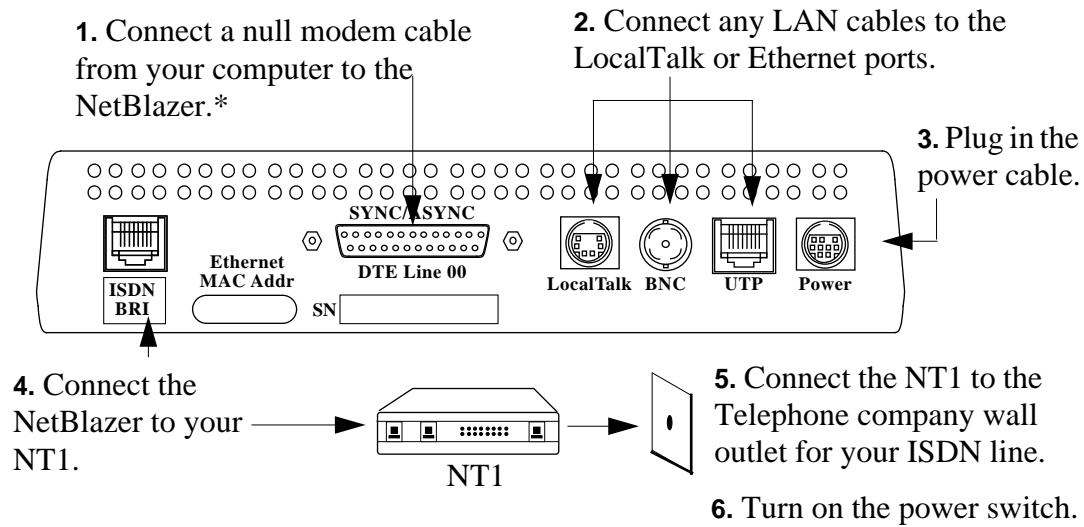 1. Connect a null modem cable
from your computer to the
NetBlazer.*
2. Connect any LAN cables to the
LocalTalk or Ethernet ports.
3. Plug in the
power cable.
SYNC/ASYNC
DTE Line 00
Ethernet
MAC Addr
ISDN
BRI
SN
LocalTalk
BNC
UTP
Power
4. Connect the
NetBlazer to your
NT1.
NT1
5. Connect the NT1 to the
Telephone company wall
outlet for your ISDN line.
6. Turn on the power switch.